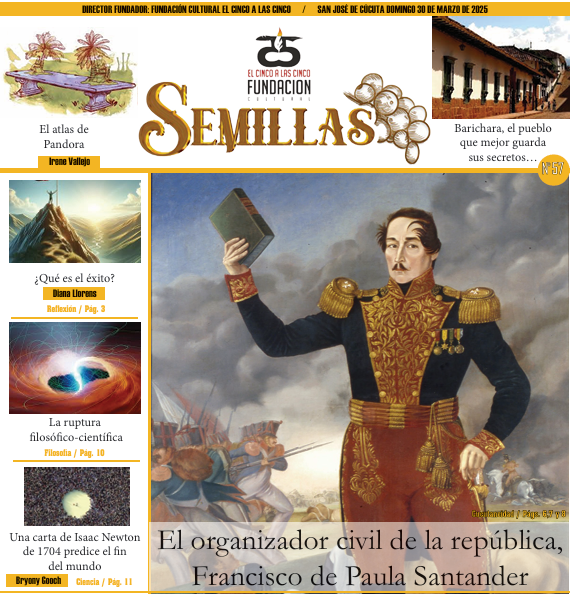 DIRECTOR FUNDADOR: FUNDACIÓN CULTURAL EL CINCO A LAS CINCO / SAN JOSÉ DE CÚCUTA DOMINGO 30 DE MARZO DE 2025
EL CINCO A LAS CINCO
FUNDACION
CULTURAL
SEMILLAS
El atlas de
Pandora
Irene Vallejo
Barichara, el pueblo
que mejor guarda
sus secretos…
¿Qué es el éxito?
Diana Llorens
Reflexión / Pág. 3
La ruptura
filosófico-científica
Filosofía / Pág. 10
Una carta de Isaac Newton
de 1704 predice el fin
del mundo
Bryony Gooch Ciencia / Pág. 11
El organizador civil de la república,
Francisco de Paula Santander